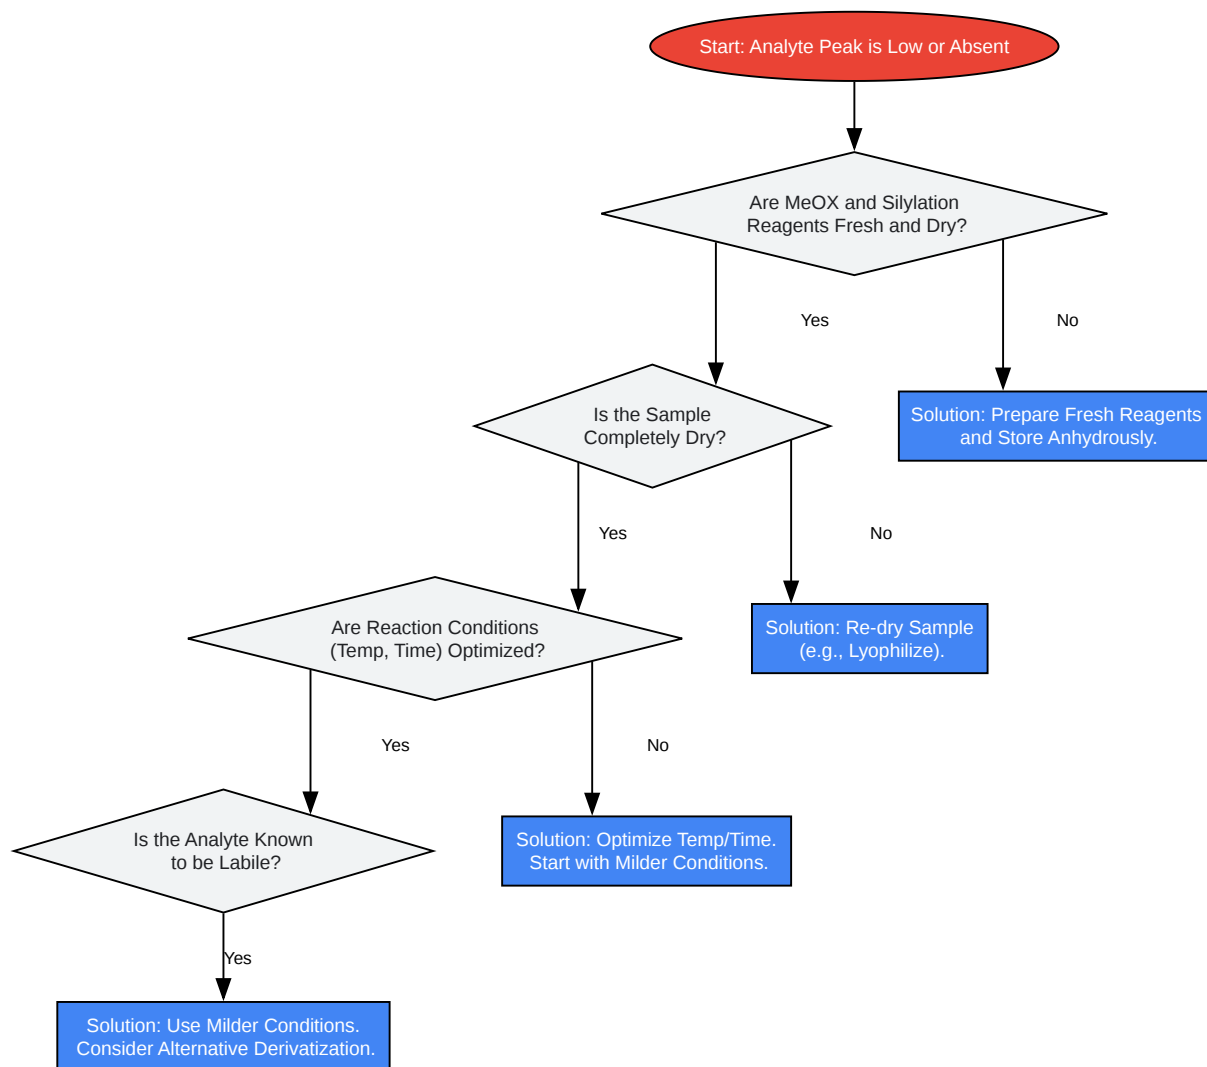 Start: Analyte Peak is Low or Absent
Are MeOX and Silylation
Reagents Fresh and Dry?
Yes
No
Is the Sample
Completely Dry?
Solution: Prepare Fresh Reagents
and Store Anhydrously.
Yes
No
Are Reaction Conditions
(Temp, Time) Optimized?
Solution: Re-dry Sample
(e.g., Lyophilize).
Yes
No
Is the Analyte Known
to be Labile?
Solution: Optimize Temp/Time.
Start with Milder Conditions.
Yes
Solution: Use Milder Conditions.
Consider Alternative Derivatization.